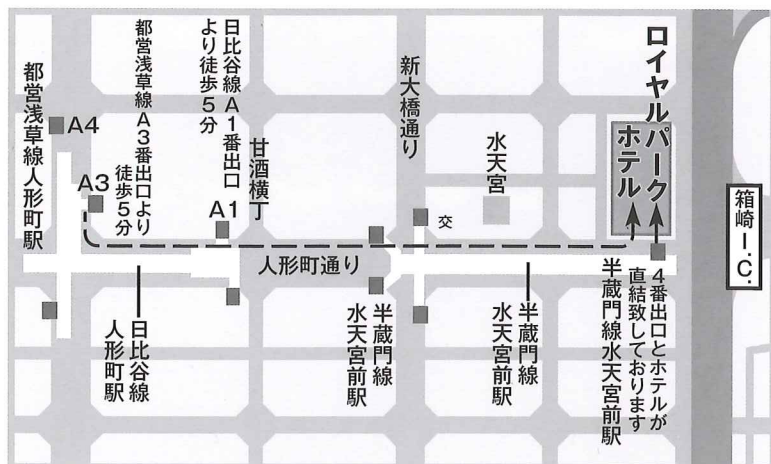 ロイヤルパーク
ホテル
箱崎I.C.
4番出口とホテルが
直結致しております
半蔵門線水天宮前駅
水天宮
新大橋通り
交
甘酒横丁
日比谷線A1番出口
より徒歩5分
A1
都営浅草線A3番出口より
徒歩5分
A3
A4
都営浅草線人形町駅
人形町通り
半蔵門線
水天宮前駅
半蔵門線
水天宮前駅
日比谷線
人形町駅